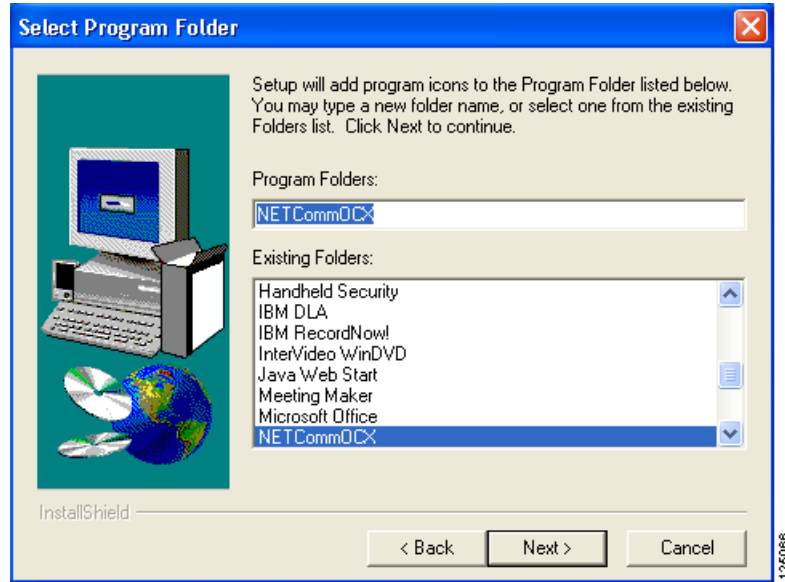 Select Program Folder
Setup will add program icons to the Program Folder listed below.
You may type a new folder name, or select one from the existing
Folders list. Click Next to continue.
Program Folders:
NETCommOCX
Existing Folders:
Handheld Security
IBM DLA
IBM RecordNow!
InterVideo WinDVD
Java Web Start
Meeting Maker
Microsoft Office
NETCommOCX
InstallShield
< Back
Next >
Cancel
125066